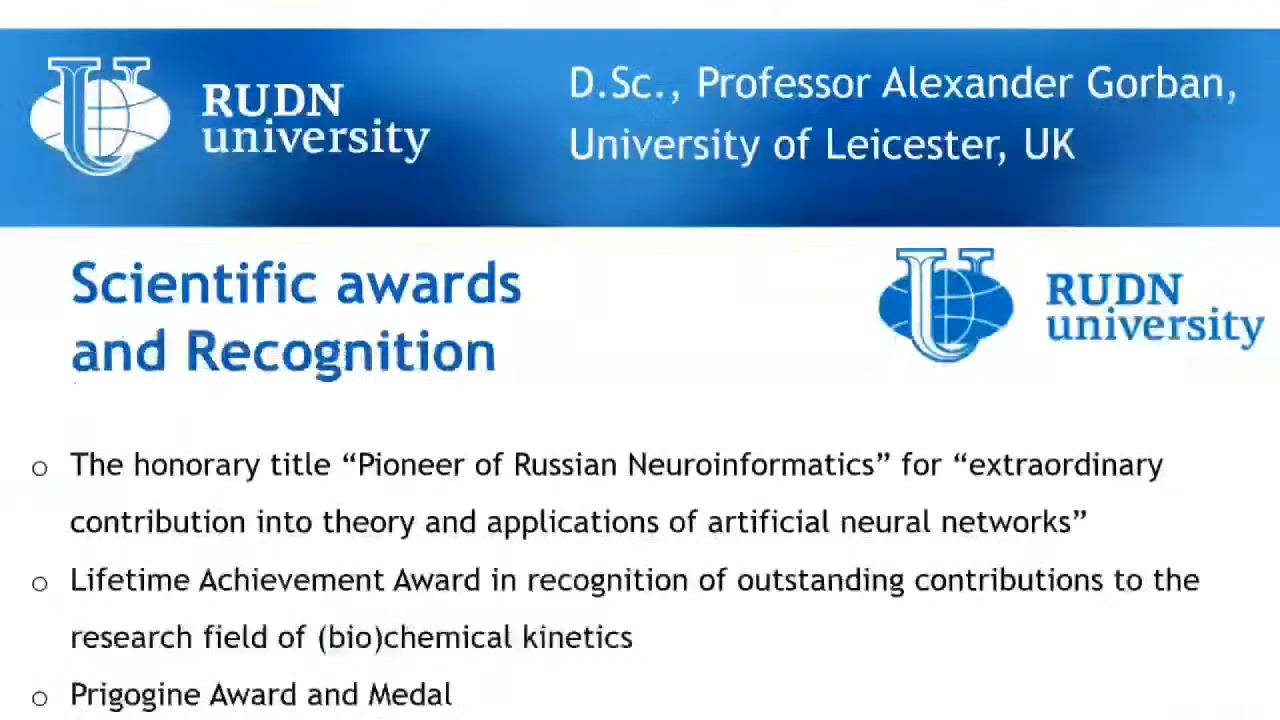 RUDN
university
D.Sc., Professor Alexander Gorban,
University of Leicester, UK
Scientific awards
and Recognition
RUDN
university
o The honorary title “Pioneer of Russian Neuroinformatics” for “extraordinary
contribution into theory and applications of artificial neural networks”
o Lifetime Achievement Award in recognition of outstanding contributions to the
research field of (bio)chemical kinetics
o Prigogine Award and Medal